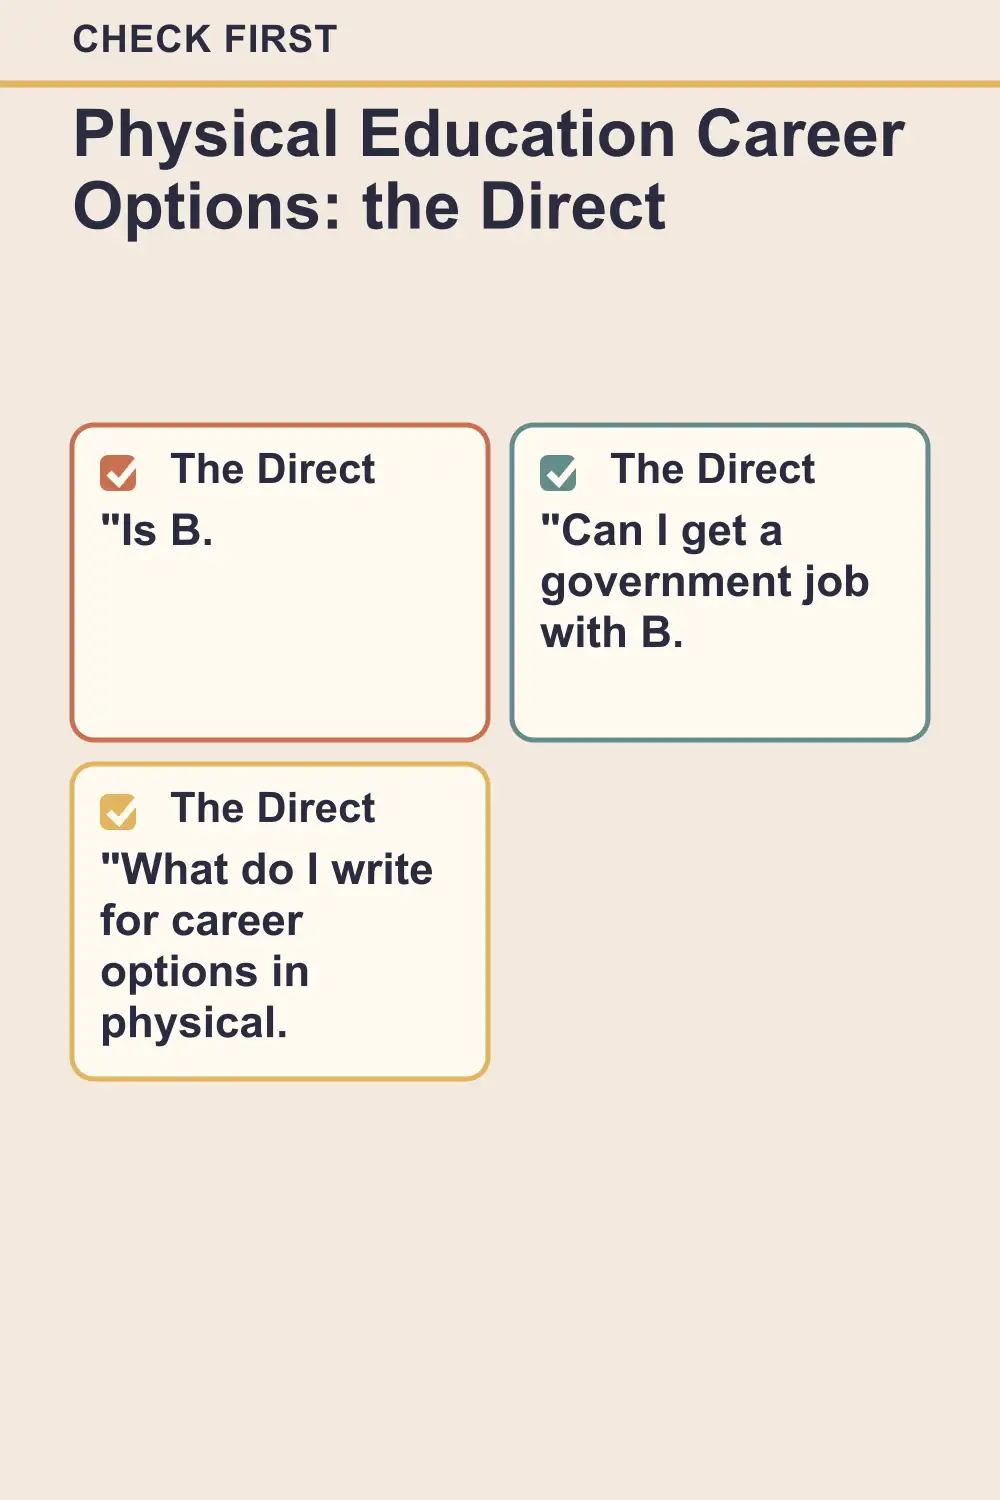 CHECK FIRST
Physical Education Career
Options: the Direct
The Direct
"Is B.
The Direct
"Can I get a
government job
with B.
The Direct
"What do I write
for career
options in
physical.